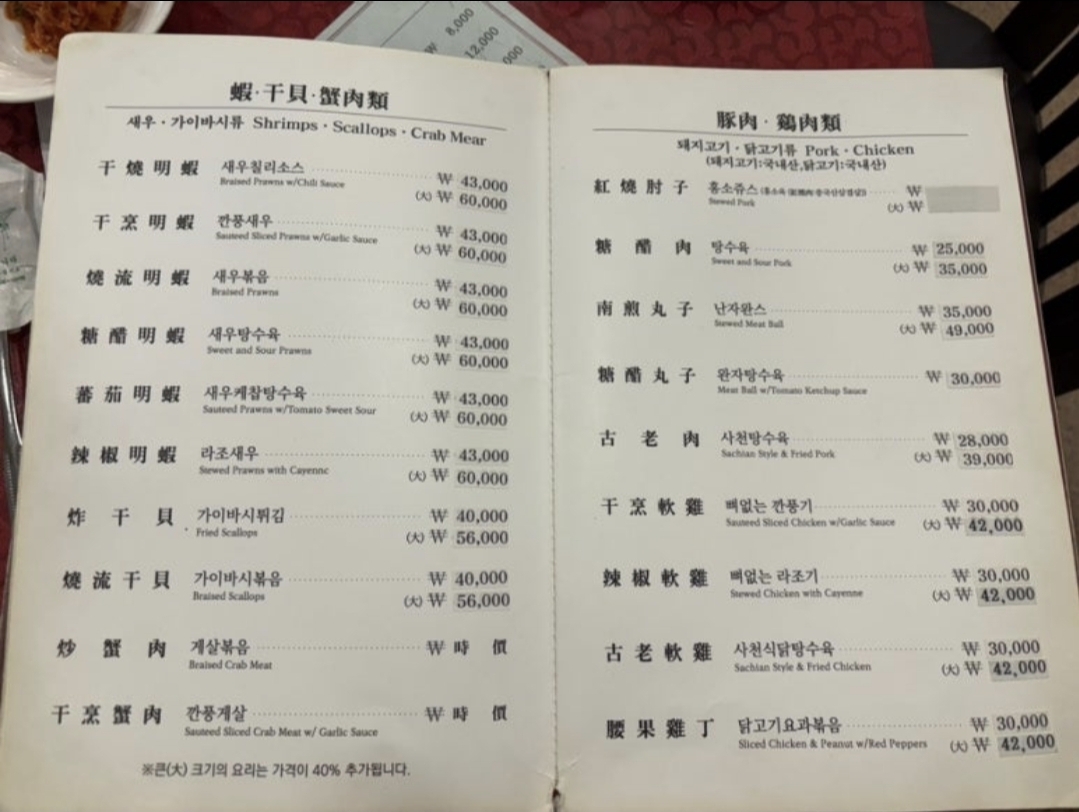 ₩ 8,000
12,000
000
蝦·干貝·蟹肉類
새우·가이바시류 Shrimps·Scallops·Crab Mear
干燒明蝦 새우칠리소스 ₩ 43,000
Braised Prawns w/Chili Sauce (大) ₩ 60,000
干烹明蝦 깐풍새우 ₩ 43,000
Sauteed Sliced Prawns w/Garlic Sauce (大) ₩ 60,000
燒流明蝦 새우볶음 ₩ 43,000
Braised Prawns (大) ₩ 60,000
糖醋明蝦 새우탕수육 ₩ 43,000
Sweet and Sour Prawns (大) ₩ 60,000
蕃茄明蝦 새우케찹탕수육 ₩ 43,000
Sauteed Prawns w/Tomato Sweet Sour (大) ₩ 60,000
辣椒明蝦 라조새우 ₩ 43,000
Stewed Prawns with Cayenne (大) ₩ 60,000
炸干貝 가이바시튀김 ₩ 40,000
Fried Scallops (大) ₩ 56,000
燒流干貝 가이바시볶음 ₩ 40,000
Braised Scallops (大) ₩ 56,000
炒蟹肉 게살볶음 ₩ 時價
Braised Crab Meat
干烹蟹肉 깐풍게살 ₩ 時價
Sauteed Sliced Crab Meat w/ Garlic Sauce
※큰(大) 크기의 요리는 가격이 40% 추가됩니다.
豚肉·鷄肉類
돼지고기·닭고기류 Pork·Chicken
(돼지고기:국내산,닭고기:국내산)
紅燒肘子 홍소쥬스 ₩
Stewed Pork (大) ₩
糖醋肉 탕수육 ₩ 25,000
Sweet and Sour Pork (大) ₩ 35,000
南煎丸子 난자완스 ₩ 35,000
Stewed Meat Ball (大) ₩ 49,000
糖醋丸子 완자탕수육 ₩ 30,000
Meat Ball w/Tomato Ketchup Sauce
古老肉 사천탕수육 ₩ 28,000
Sachian Style & Fried Pork (大) ₩ 39,000
干烹軟雞 뼈없는 깐풍기 ₩ 30,000
Sauteed Sliced Chicken w/Garlic Sauce (大) ₩ 42,000
辣椒軟雞 뼈없는 라조기 ₩ 30,000
Stewed Chicken with Cayenne (大) ₩ 42,000
古老軟雞 사천식닭탕수육 ₩ 30,000
Sachian Style & Fried Chicken (大) ₩ 42,000
腰果雞丁 닭고기요과볶음 ₩ 30,000
Sliced Chicken & Peanut w/Red Peppers (大) ₩ 42,000